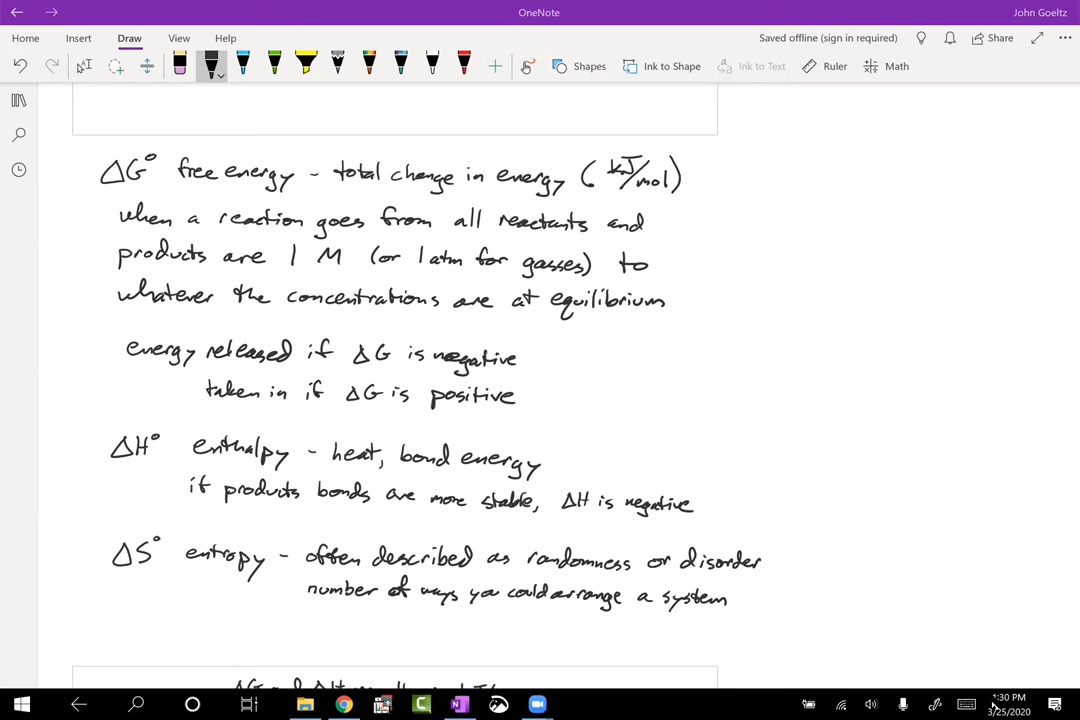 OneNote
John Goeltz
Home Insert Draw View Help
Saved offline (sign in required)
Share
Shapes
Ink to Shape
Ink to Text
Ruler
Math
ΔG° free energy - total change in energy (kJ/mol)
when a reaction goes from all reactants and
products are 1 M (or 1 atm for gasses) to
whatever the concentrations are at equilibrium
energy released if ΔG is negative
taken in if ΔG is positive
ΔH° enthalpy - heat, bond energy
if products bonds are more stable, ΔH is negative
ΔS° entropy - often described as randomness or disorder
number of ways you could arrange a system
1:30 PM
3/25/2020